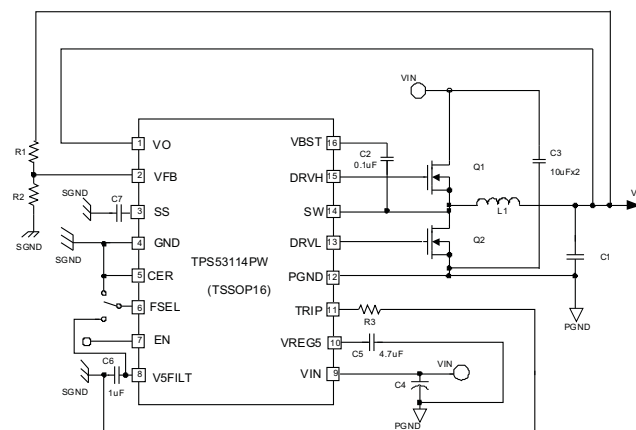 VIN
R1
1 VO
VBST 16
C2
0.1uF
Q1
C3
10uFx2
2 VFB
DRVH 15
R2
SGND
C7
3 SS
SW 14
L1
V
SGND
4 GND
DRVL 13
Q2
SGND
TPS53114PW
(TSSOP16)
C1
5 CER
PGND 12
6 FSEL
TRIP 11
R3
PGND
7 EN
VREG5 10
C5
4.7uF
C6
1uF
SGND
8 V5FILT
VIN 9
VIN
C4
PGND